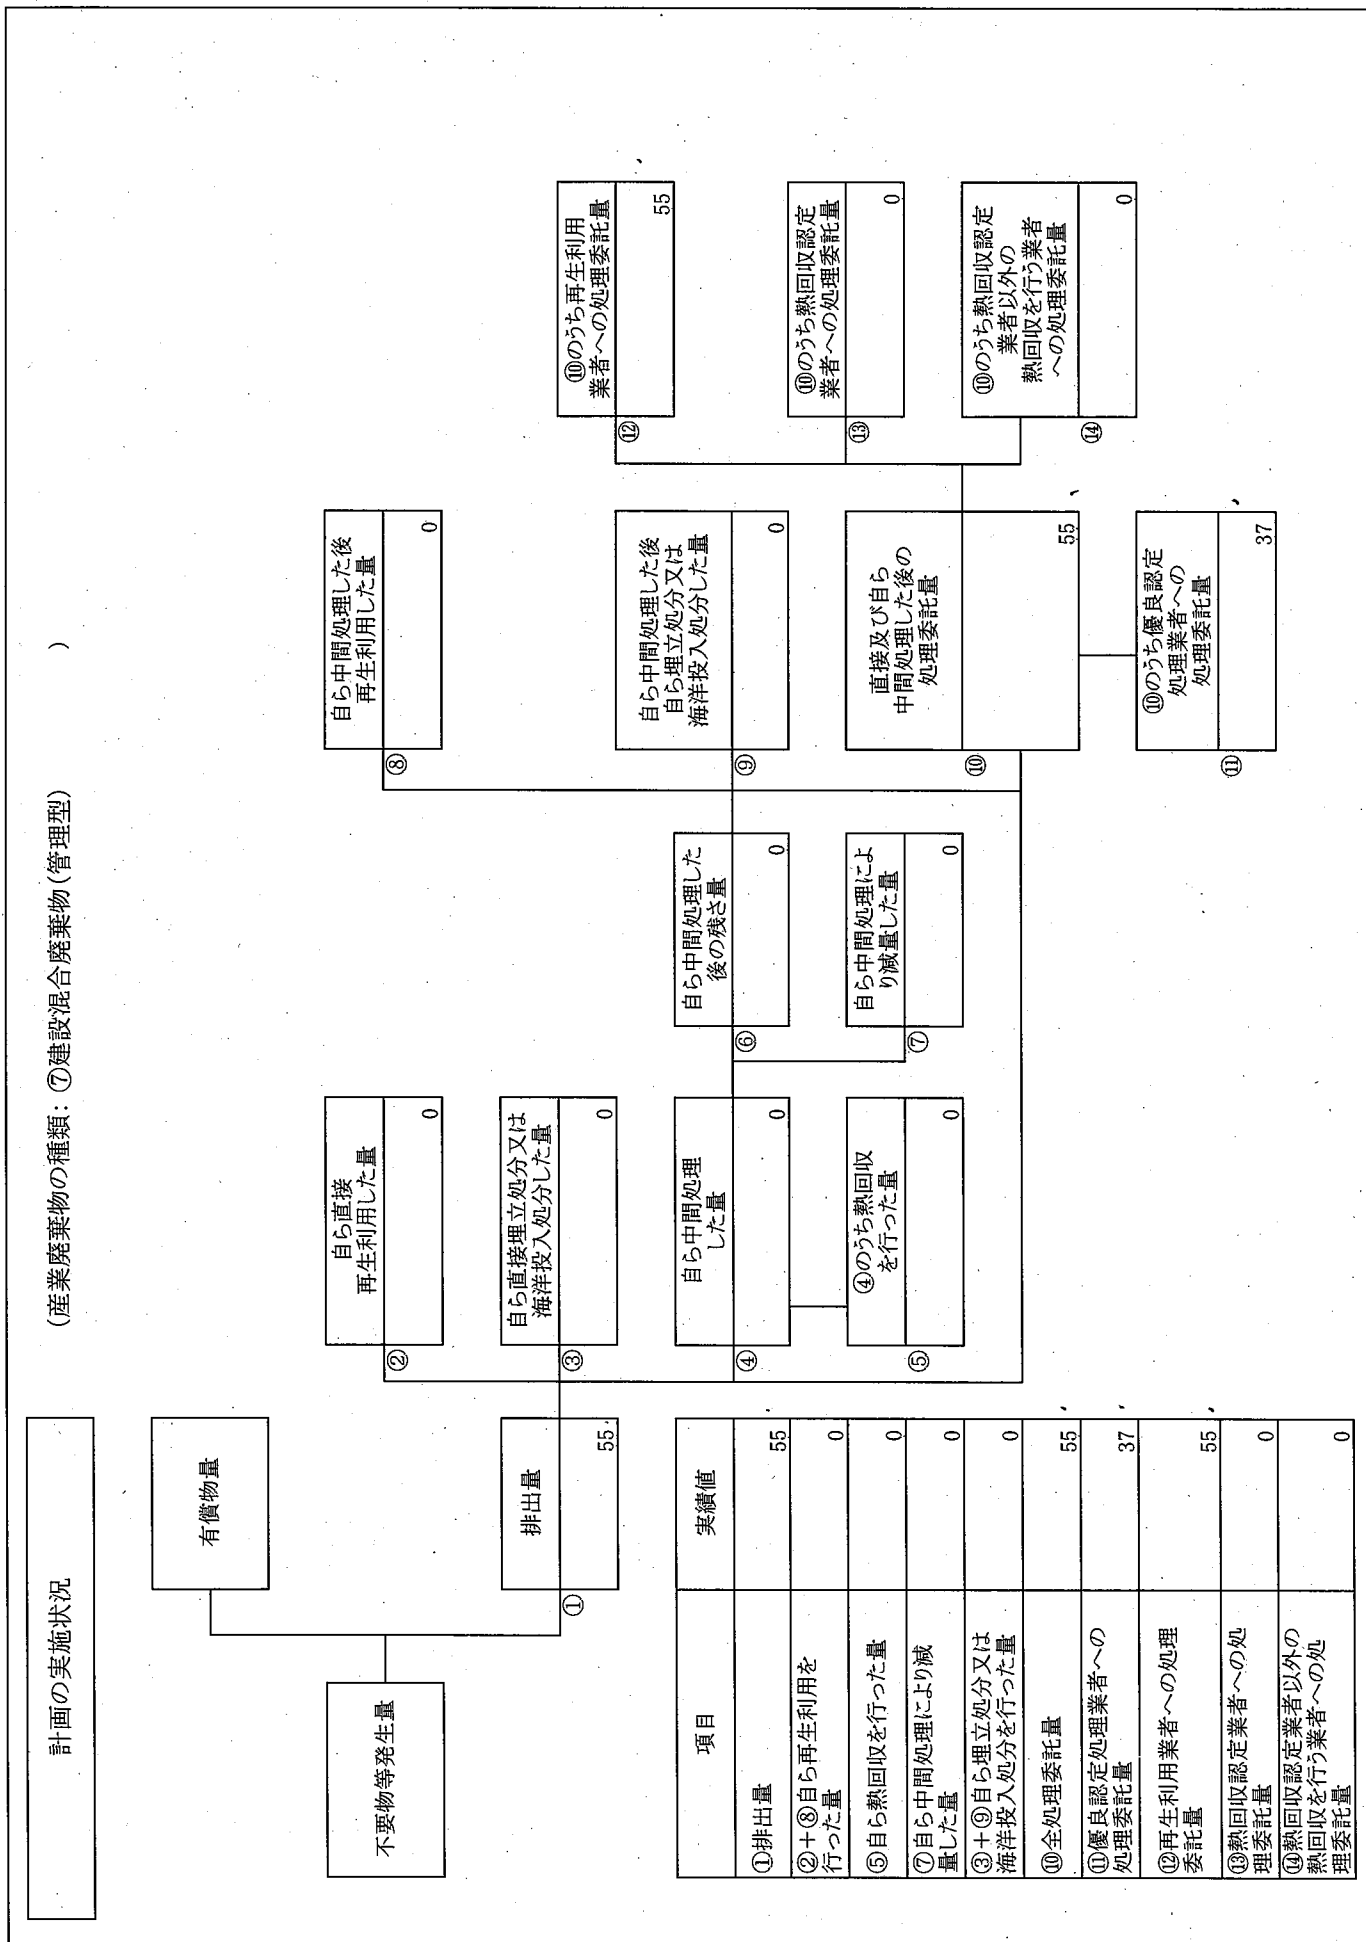 計画の実施状況
(産業廃棄物の種類：⑦建設混合廃棄物(管理型)
)
不要物等発生量
有償物量
①
排出量
55
②
自ら直接
再生利用した量
0
③
自ら直接埋立処分又は
海洋投入処分した量
0
④
自ら中間処理
した量
0
⑤
④のうち熱回収
を行った量
0
⑥
自ら中間処理した
後の残さ量
0
⑦
自ら中間処理によ
り減量した量
0
⑧
自ら中間処理した後
再生利用した量
0
⑨
自ら中間処理した後
自ら埋立処分又は
海洋投入処分した量
0
⑩
直接及び自ら
中間処理した後の
処理委託量
55
⑪
⑩のうち優良認定
処理業者への
処理委託量
37
⑫
⑩のうち再生利用
業者への処理委託量
55
⑬
⑩のうち熱回収認定
業者への処理委託量
0
⑭
⑩のうち熱回収認定
業者以外の
熱回収を行う業者
への処理委託量
0
項目 実績値
①排出量 55
②＋⑧自ら再生利用を
行った量 0
⑤自ら熱回収を行った量 0
⑦自ら中間処理により減
量した量 0
③＋⑨自ら埋立処分又は
海洋投入処分を行った量 0
⑩全処理委託量 55
⑪優良認定処理業者への
処理委託量 37
⑫再生利用業者への処理
委託量 55
⑬熱回収認定業者への処
理委託量 0
⑭熱回収認定業者以外の
熱回収を行う業者への処
理委託量 0